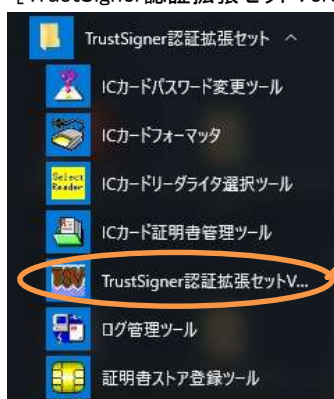 TrustSigner認証拡張セット
ICカードパスワード変更ツール
ICカードフォーマッタ
Select
Reader
ICカードリーダライタ選択ツール
ICカード証明書管理ツール
TSV
TrustSigner認証拡張セットV...
ログ管理ツール
証明書ストア登録ツール